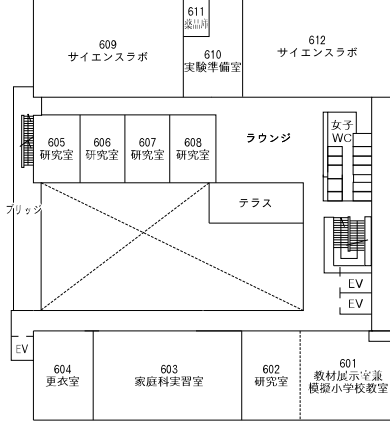 611
薬品庫
609
サイエンスラボ
610
実験準備室
612
サイエンスラボ
605
研究室
606
研究室
607
研究室
608
研究室
ラウンジ
女子
WC
ブリッジ
テラス
EV
EV
EV
604
更衣室
603
家庭科実習室
602
研究室
601
教材展示室兼
模擬小学校教室